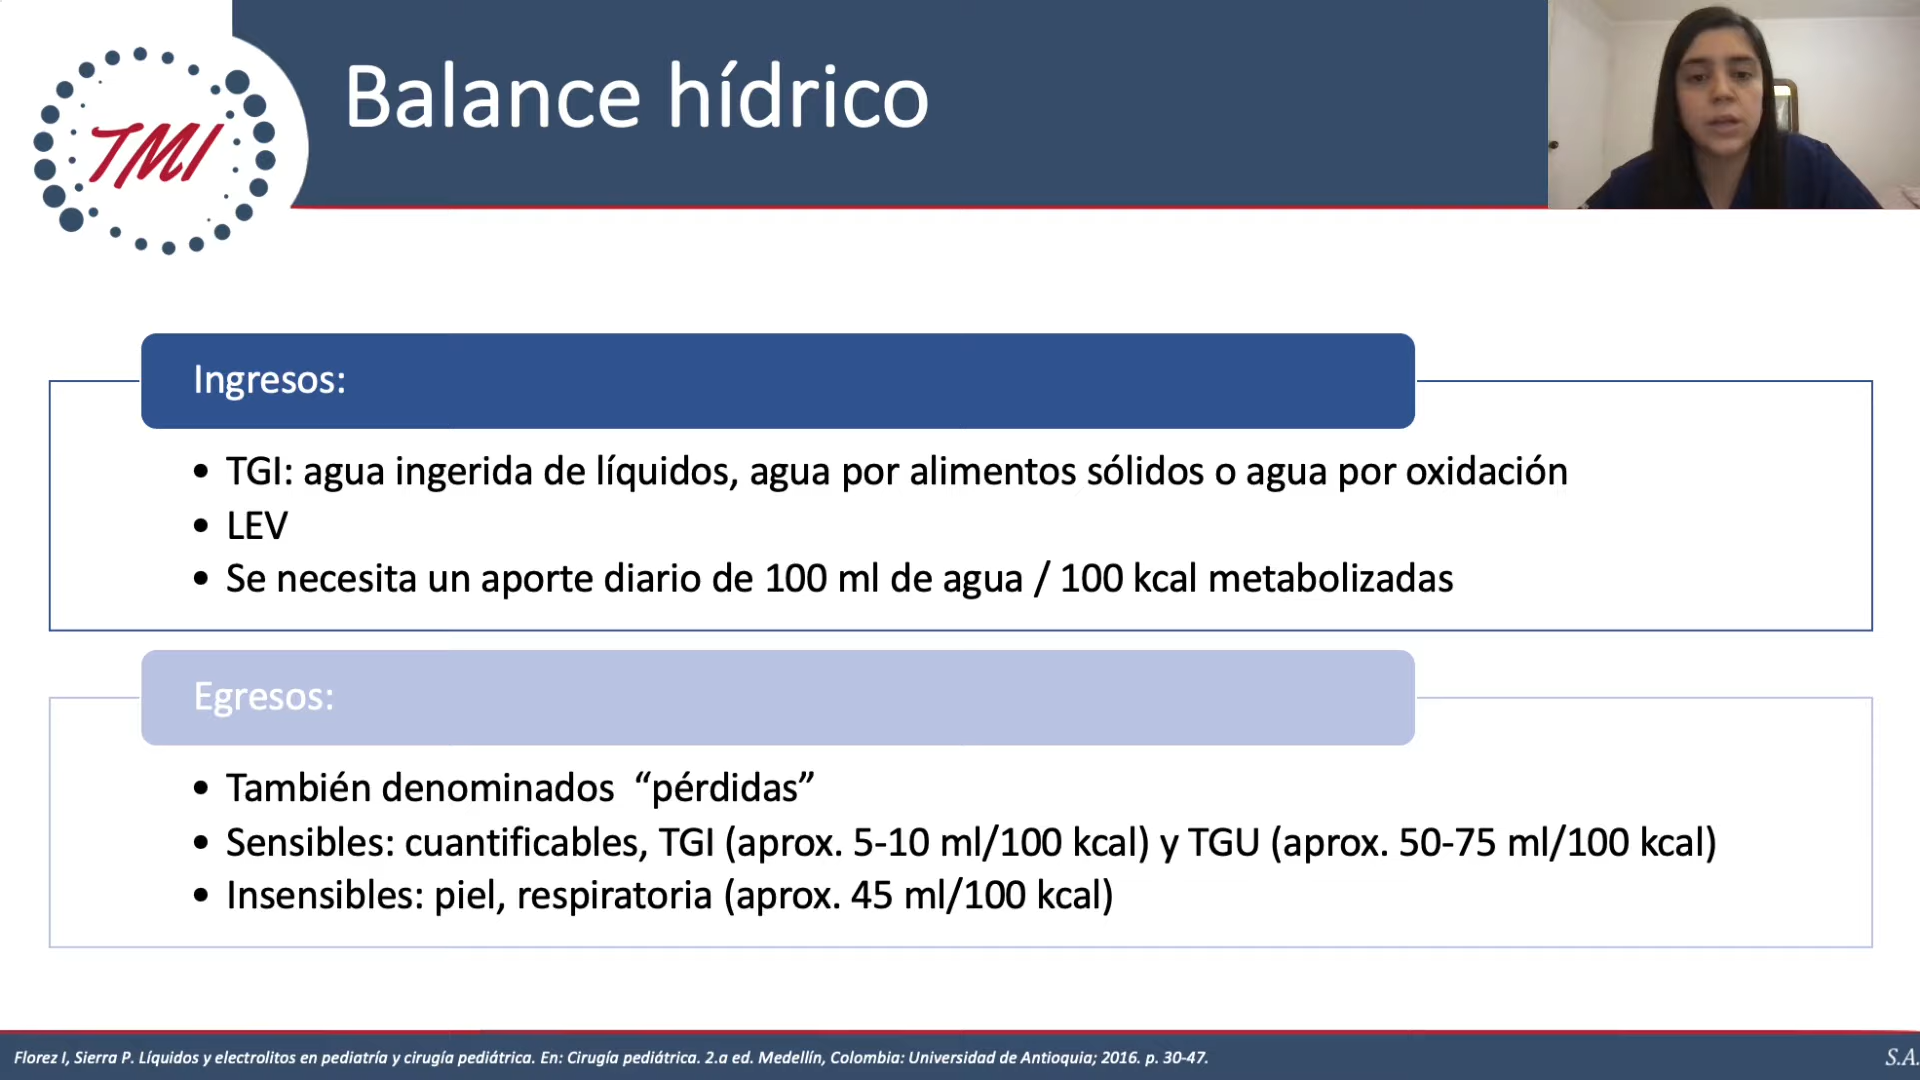 TMI
Balance hídrico
Ingresos:
• TGI: agua ingerida de líquidos, agua por alimentos sólidos o agua por oxidación
• LEV
• Se necesita un aporte diario de 100 ml de agua / 100 kcal metabolizadas
Egresos:
• También denominados “pérdidas”
• Sensibles: cuantificables, TGI (aprox. 5-10 ml/100 kcal) y TGU (aprox. 50-75 ml/100 kcal)
• Insensibles: piel, respiratoria (aprox. 45 ml/100 kcal)
Florez I, Sierra P. Líquidos y electrolitos en pediatría y cirugía pediátrica. En: Cirugía pediátrica. 2.a ed. Medellín, Colombia: Universidad de Antioquia; 2016. p. 30-47.
S.A.